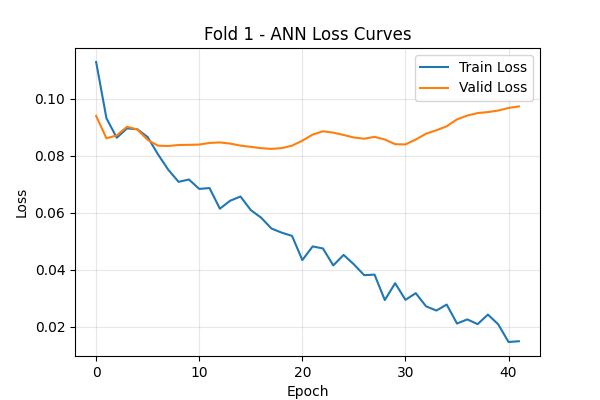 Fold 1 - ANN Loss Curves
Train Loss
Valid Loss
0.10
0.08
0.06
0.04
0.02
Loss
0 10 20 30 40
Epoch